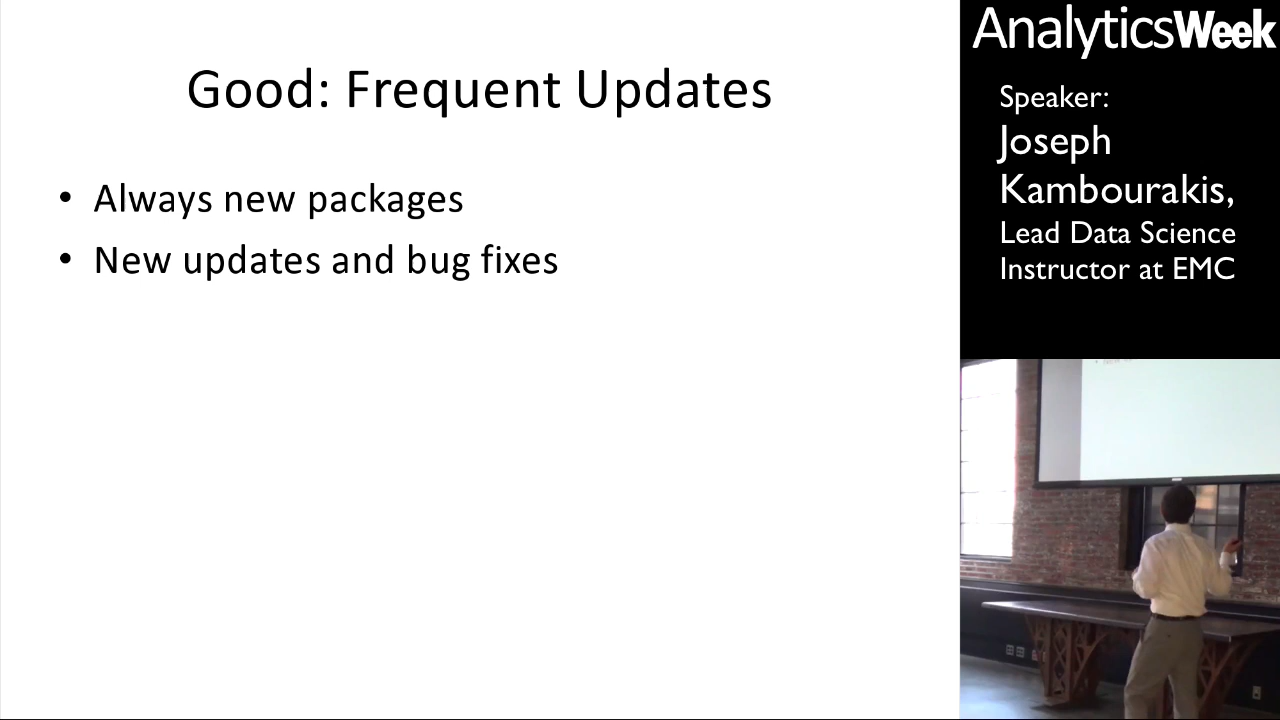 Good: Frequent Updates
• Always new packages
• New updates and bug fixes
AnalyticsWeek
Speaker:
Joseph
Kambourakis,
Lead Data Science
Instructor at EMC